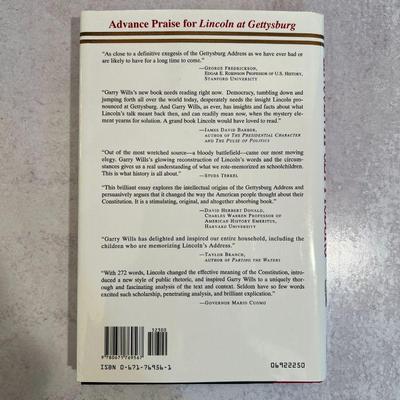 Advance Praise for Lincoln at Gettysburg
“As close to a definitive exegesis of the Gettysburg Address as we have ever had or
are likely to have for a long time to come.”
—GEORGE FREDRICKSON,
EDGAR E. ROBINSON PROFESSOR OF U.S. HISTORY,
STANFORD UNIVERSITY
“Garry Wills's new book needs reading right now. Democracy, tumbling down and
jumping forth all over the world today, desperately needs the insight Lincoln pro-
nounced at Gettysburg. And Garry Wills, as ever, has insights and facts about what
Lincoln's talk meant back then, and can readily mean now, when the mystery ele-
ment yearns for solution. A grand book Lincoln would have loved to read.”
—JAMES DAVID BARBER,
AUTHOR OF THE PRESIDENTIAL CHARACTER
AND THE PULSE OF POLITICS
“Out of the most wretched source—a bloody battlefield—came our most moving
elegy. Garry Wills's glowing reconstruction of Lincoln's words and the circum-
stances gives us a real understanding of what we rote-memorized as schoolchildren.
This is what history is all about.”
—STUDS TERKEL
“This brilliant essay explores the intellectual origins of the Gettysburg Address and
persuasively argues that it changed the way the American people thought about their
Constitution. It is a stimulating, original, and altogether absorbing book.”
—DAVID HERBERT DONALD,
CHARLES WARREN PROFESSOR OF
AMERICAN HISTORY EMERITUS,
HARVARD UNIVERSITY
“Garry Wills has delighted and inspired our entire household, including the
children who are memorizing Lincoln's Address.”
—TAYLOR BRANCH,
AUTHOR OF PARTING THE WATERS
“With 272 words, Lincoln changed the effective meaning of the Constitution, intro-
duced a new style of public rhetoric, and inspired Garry Wills to a uniquely thor-
ough and fascinating analysis of the text and context. Seldom have so few words
excited such scholarship, penetrating analysis, and brilliant explication.”
—GOVERNOR MARIO CUOMO
52300
9 780671 769567
ISBN 0-671-76956-1
06922250